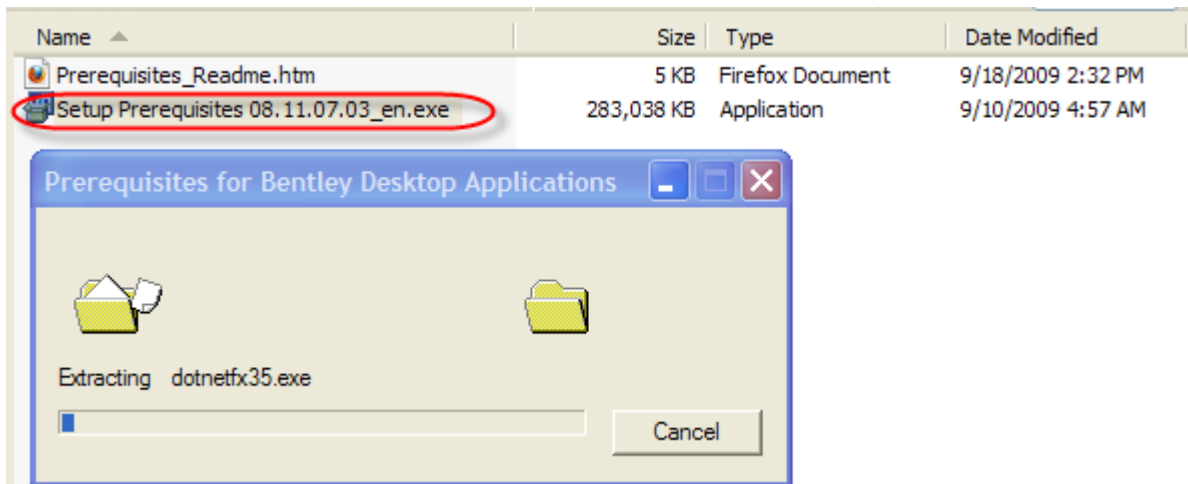 Name Size Type Date Modified
Prerequisites_Readme.htm 5 KB Firefox Document 9/18/2009 2:32 PM
Setup Prerequisites 08.11.07.03_en.exe 283,038 KB Application 9/10/2009 4:57 AM
Prerequisites for Bentley Desktop Applications
Extracting dotnetfx35.exe
Cancel